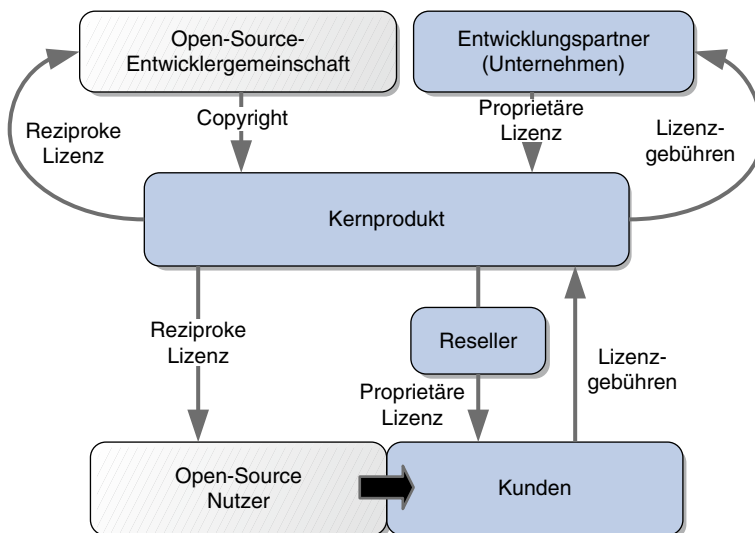 Open-Source-
Entwicklergemeinschaft
Entwicklungspartner
(Unternehmen)
Reziproke
Lizenz
Copyright
Proprietäre
Lizenz
Lizenz-
gebühren
Kernprodukt
Reziproke
Lizenz
Reseller
Proprietäre
Lizenz
Lizenz-
gebühren
Open-Source
Nutzer
Kunden